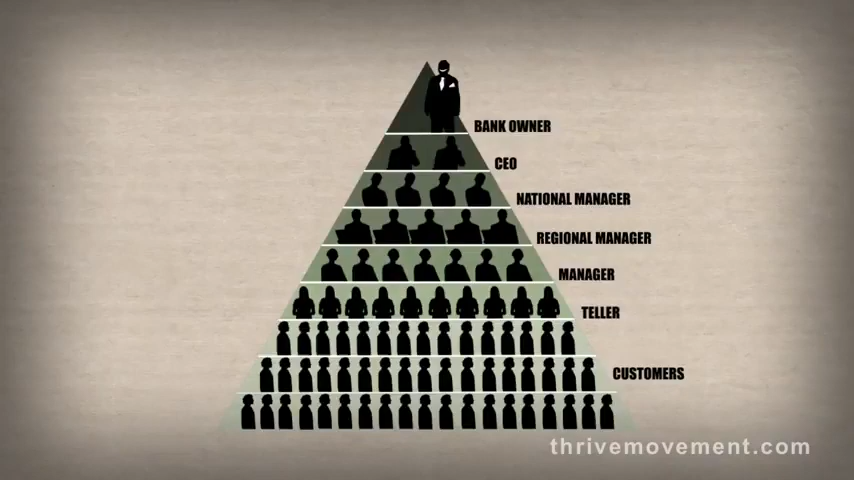 BANK OWNER
CEO
NATIONAL MANAGER
REGIONAL MANAGER
MANAGER
TELLER
CUSTOMERS
thrivemovement.com